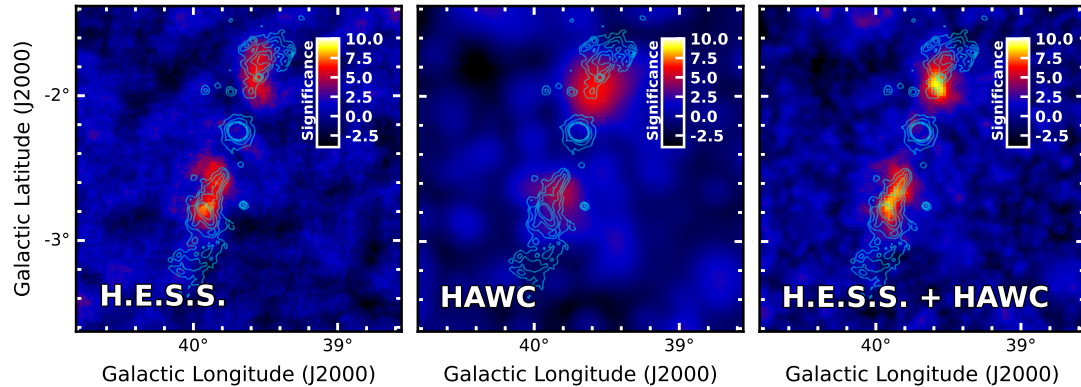 Galactic Latitude (J2000)
-2°
-3°
Significance
10.0
7.5
5.0
2.5
0.0
-2.5
H.E.S.S.
40°
39°
Galactic Longitude (J2000)
Significance
10.0
7.5
5.0
2.5
0.0
-2.5
HAWC
40°
39°
Galactic Longitude (J2000)
Significance
10.0
7.5
5.0
2.5
0.0
-2.5
H.E.S.S. + HAWC
40°
39°
Galactic Longitude (J2000)